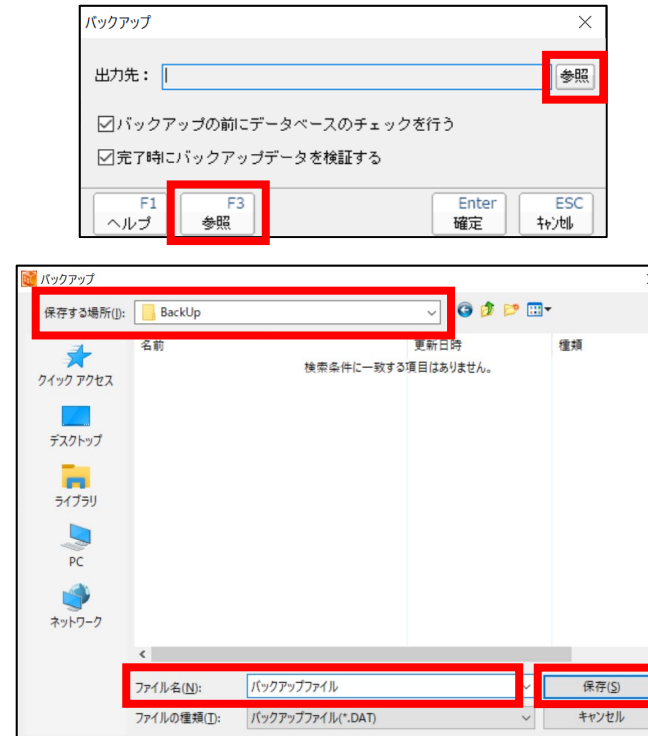 バックアップ
出力先：
参照
バックアップの前にデータベースのチェックを行う
完了時にバックアップデータを検証する
F1 F3 Enter ESC
ヘルプ 参照 確定 ｷｬﾝｾﾙ
バックアップ
保存する場所(I): BackUp
名前 更新日時 種類
検索条件に一致する項目はありません。
クイック アクセス
デスクトップ
ライブラリ
PC
ネットワーク
ファイル名(N): バックアップファイル 保存(S)
ファイルの種類(T): バックアップファイル(*.DAT) キャンセル